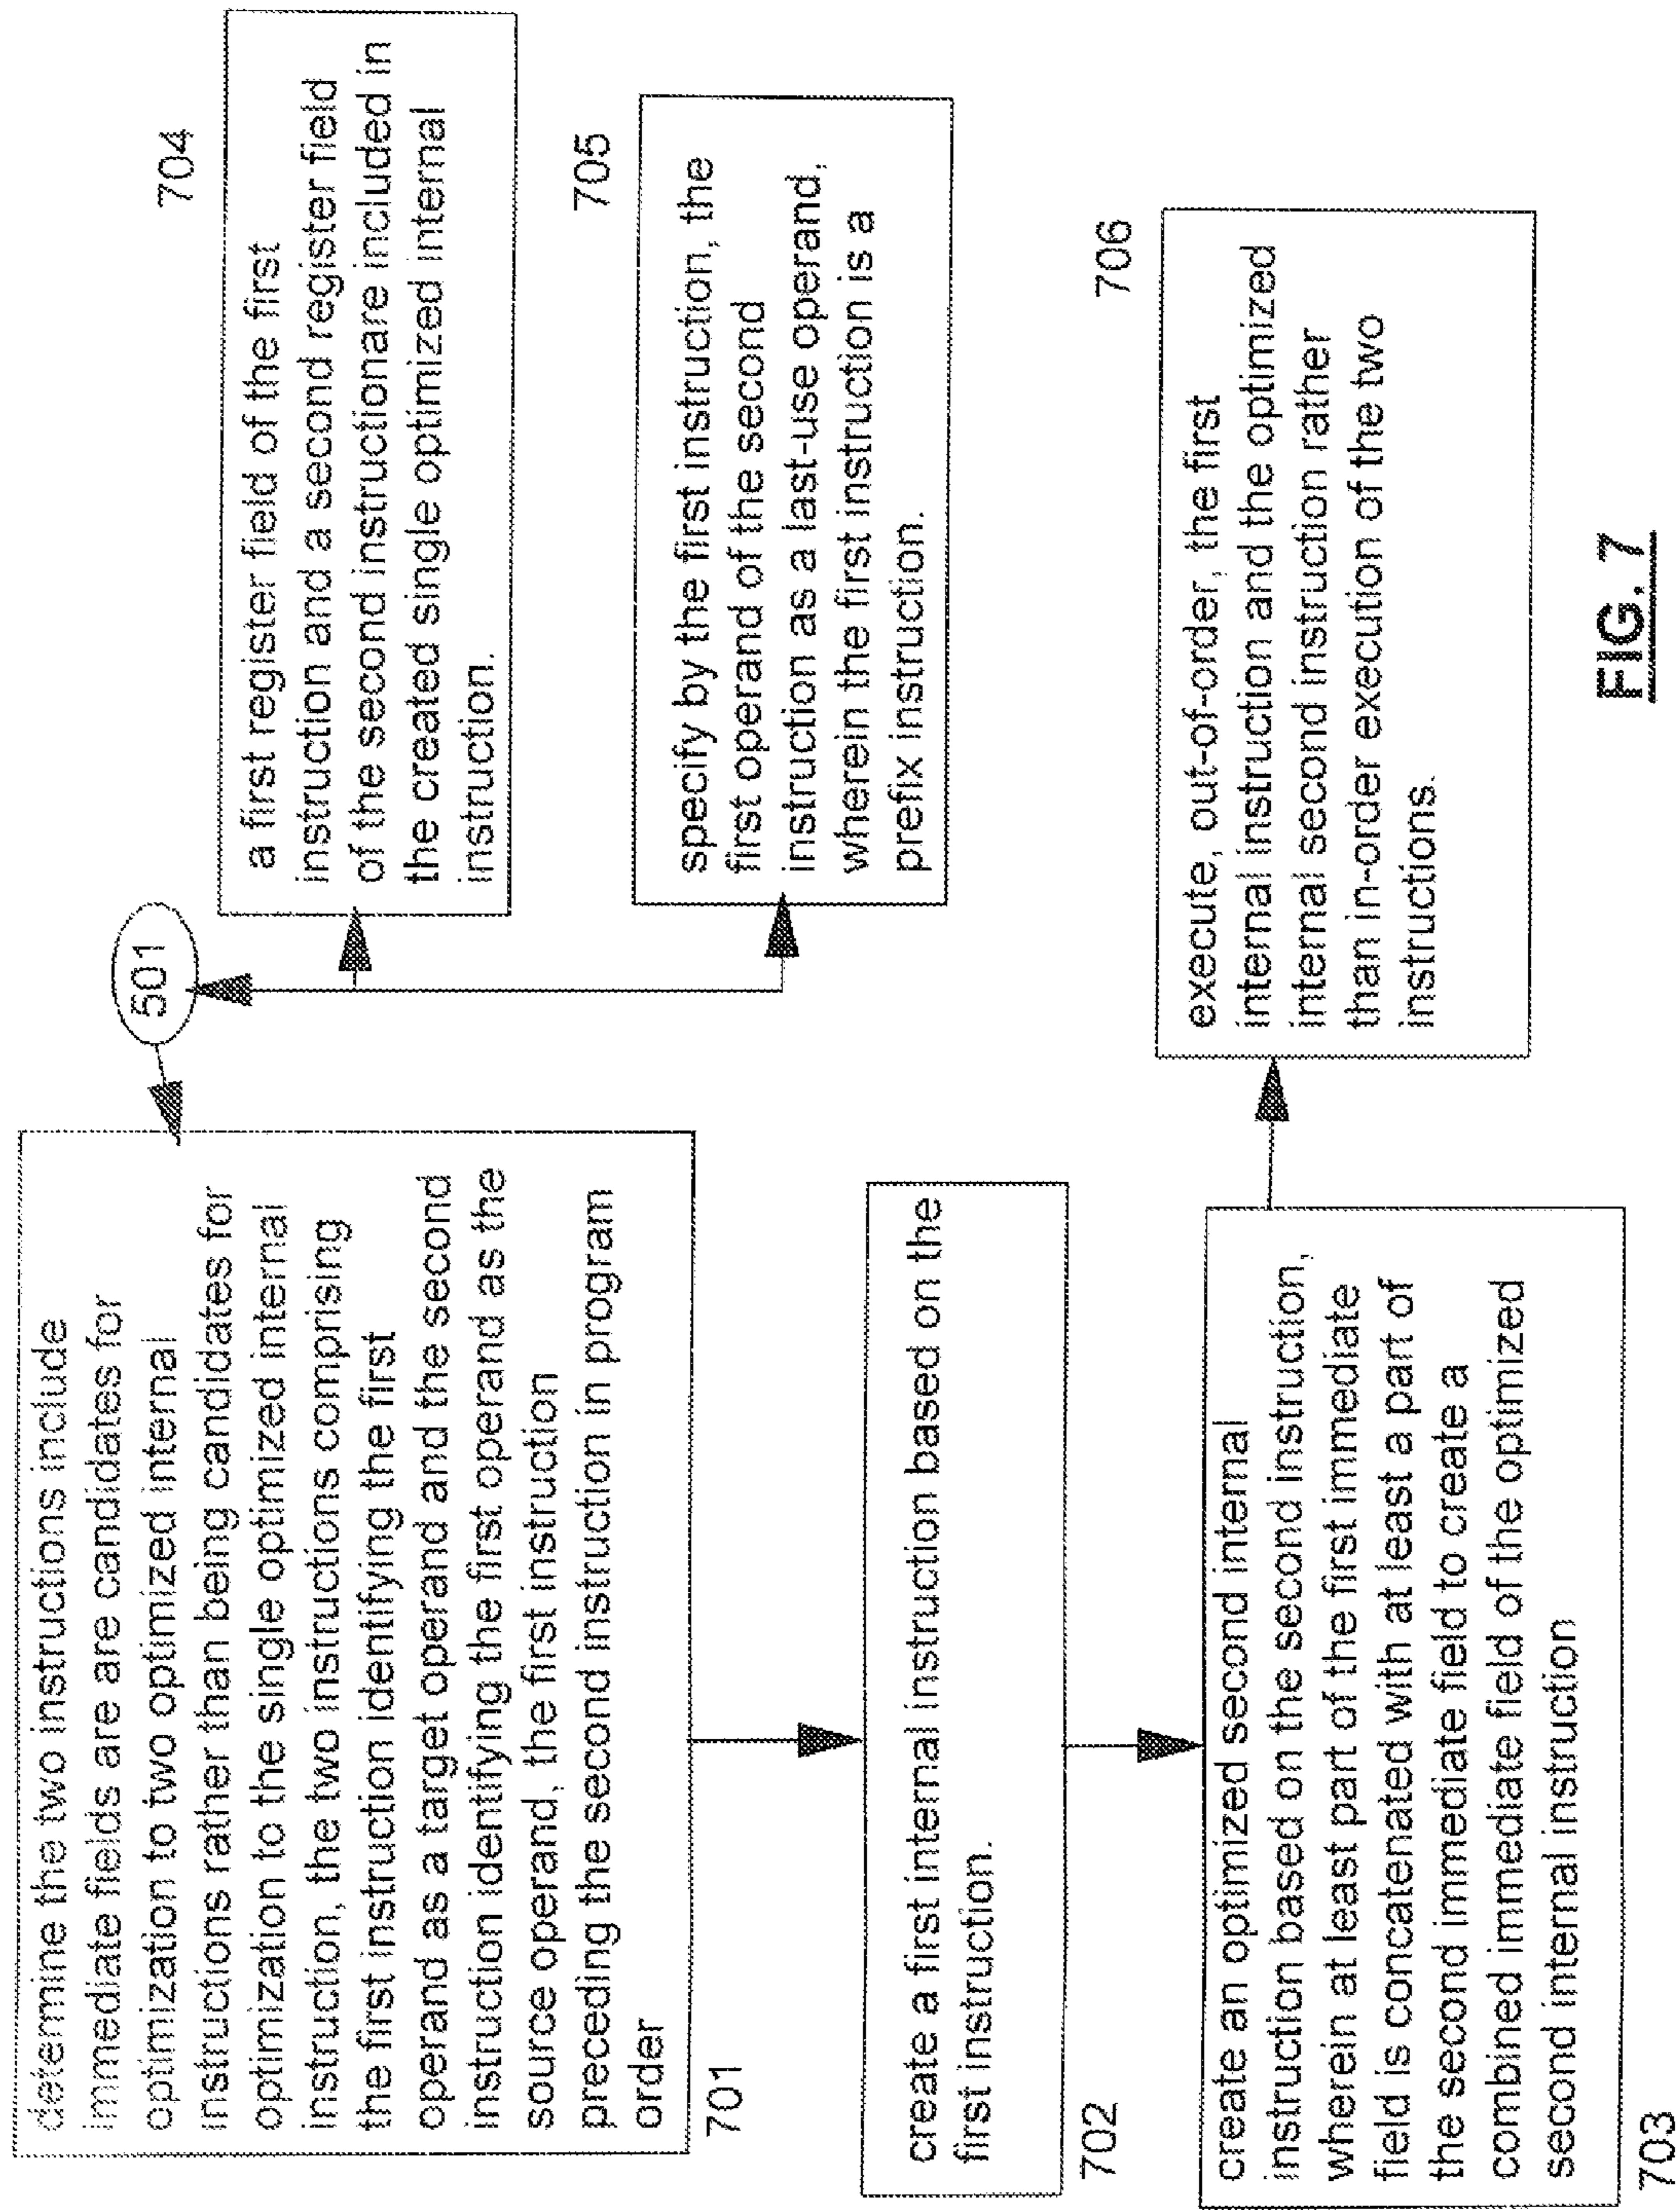 501
determine the two instructions include
immediate fields are are candidates for
optimization to two optimized internal
instructions rather than being candidates for
optimization to the single optimized internal
instruction, the two instructions comprising
the first instruction identifying the first
operand as a target operand and the second
instruction identifying the first operand as the
source operand, the first instruction
preceding the second instruction in program
order
701
create a first internal instruction based on the
first instruction.
702
create an optimized second internal
instruction based on the second instruction,
wherein at least part of the first immediate
field is concatenated with at least a part of
the second immediate field to create a
combined immediate field of the optimized
second internal instruction
703
704
a first register field of the first
instruction and a second register field
of the second instructionare included in
the created single optimized internal
instruction.
705
specify by the first instruction, the
first operand of the second
instruction as a last-use operand,
wherein the first instruction is a
prefix instruction.
706
execute, out-of-order, the first
internal instruction and the optimized
internal second instruction rather
than in-order execution of the two
instructions.
FIG. 7